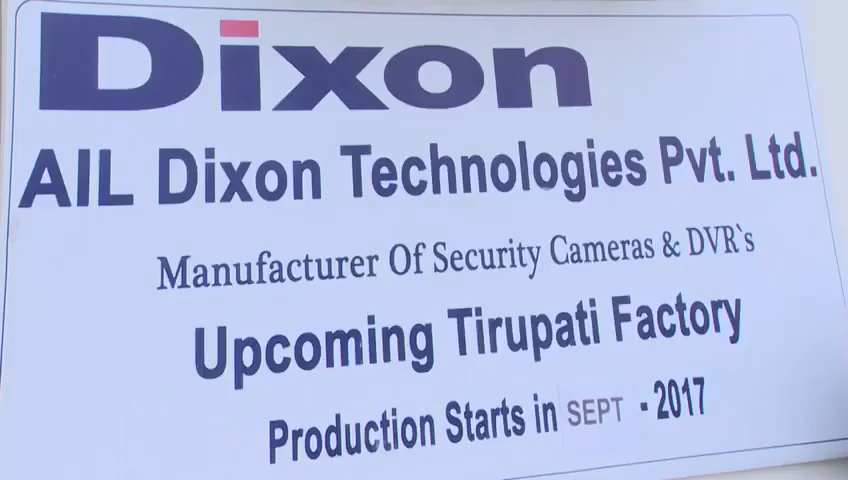 Dixon
AIL Dixon Technologies Pvt. Ltd.
Manufacturer Of Security Cameras & DVR`s
Upcoming Tirupati Factory
Production Starts in SEPT - 2017